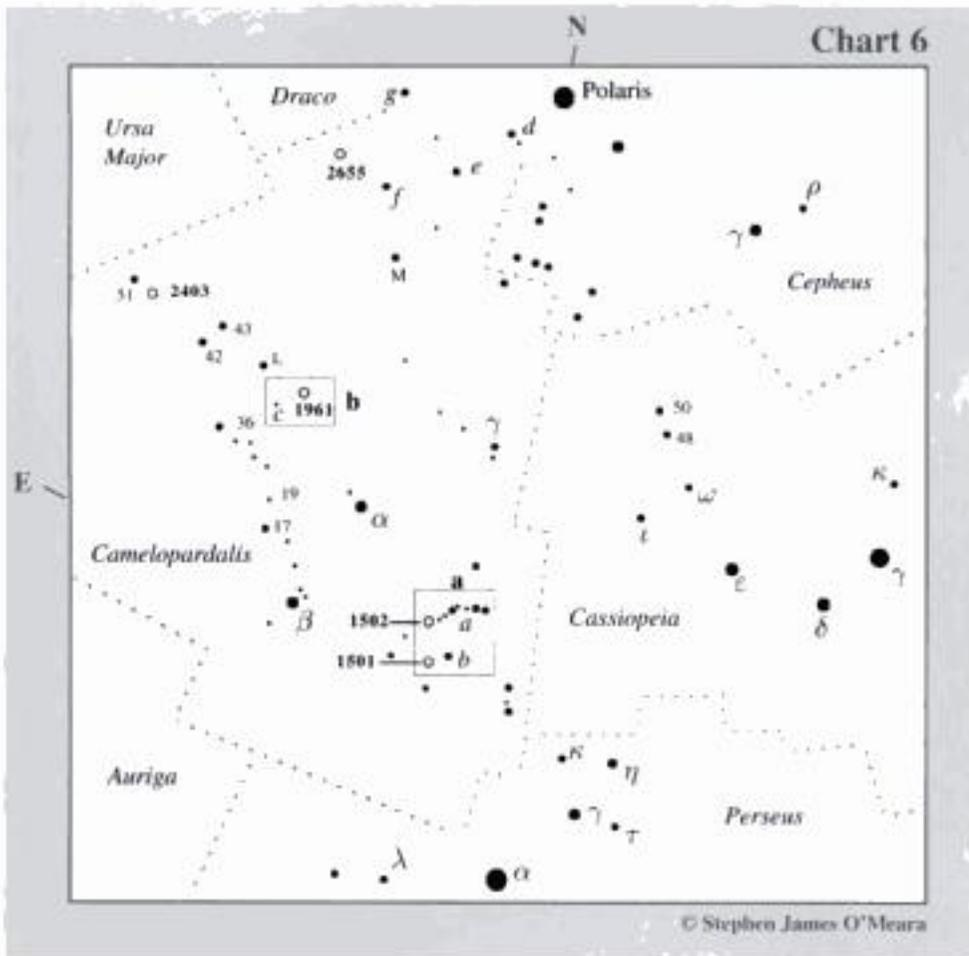 N
Chart 6
Polaris
Draco
g
Ursa
Major
d
2655
e
f
ρ
γ
M
Cepheus
51
2403
43
42
L
b
c
1961
50
36
γ
48
E
κ
19
ω
α
ι
17
Camelopardalis
a
ε
γ
1502
a
β
Cassiopeia
δ
1501
b
κ
η
Auriga
γ
τ
Perseus
λ
α
© Stephen James O'Meara